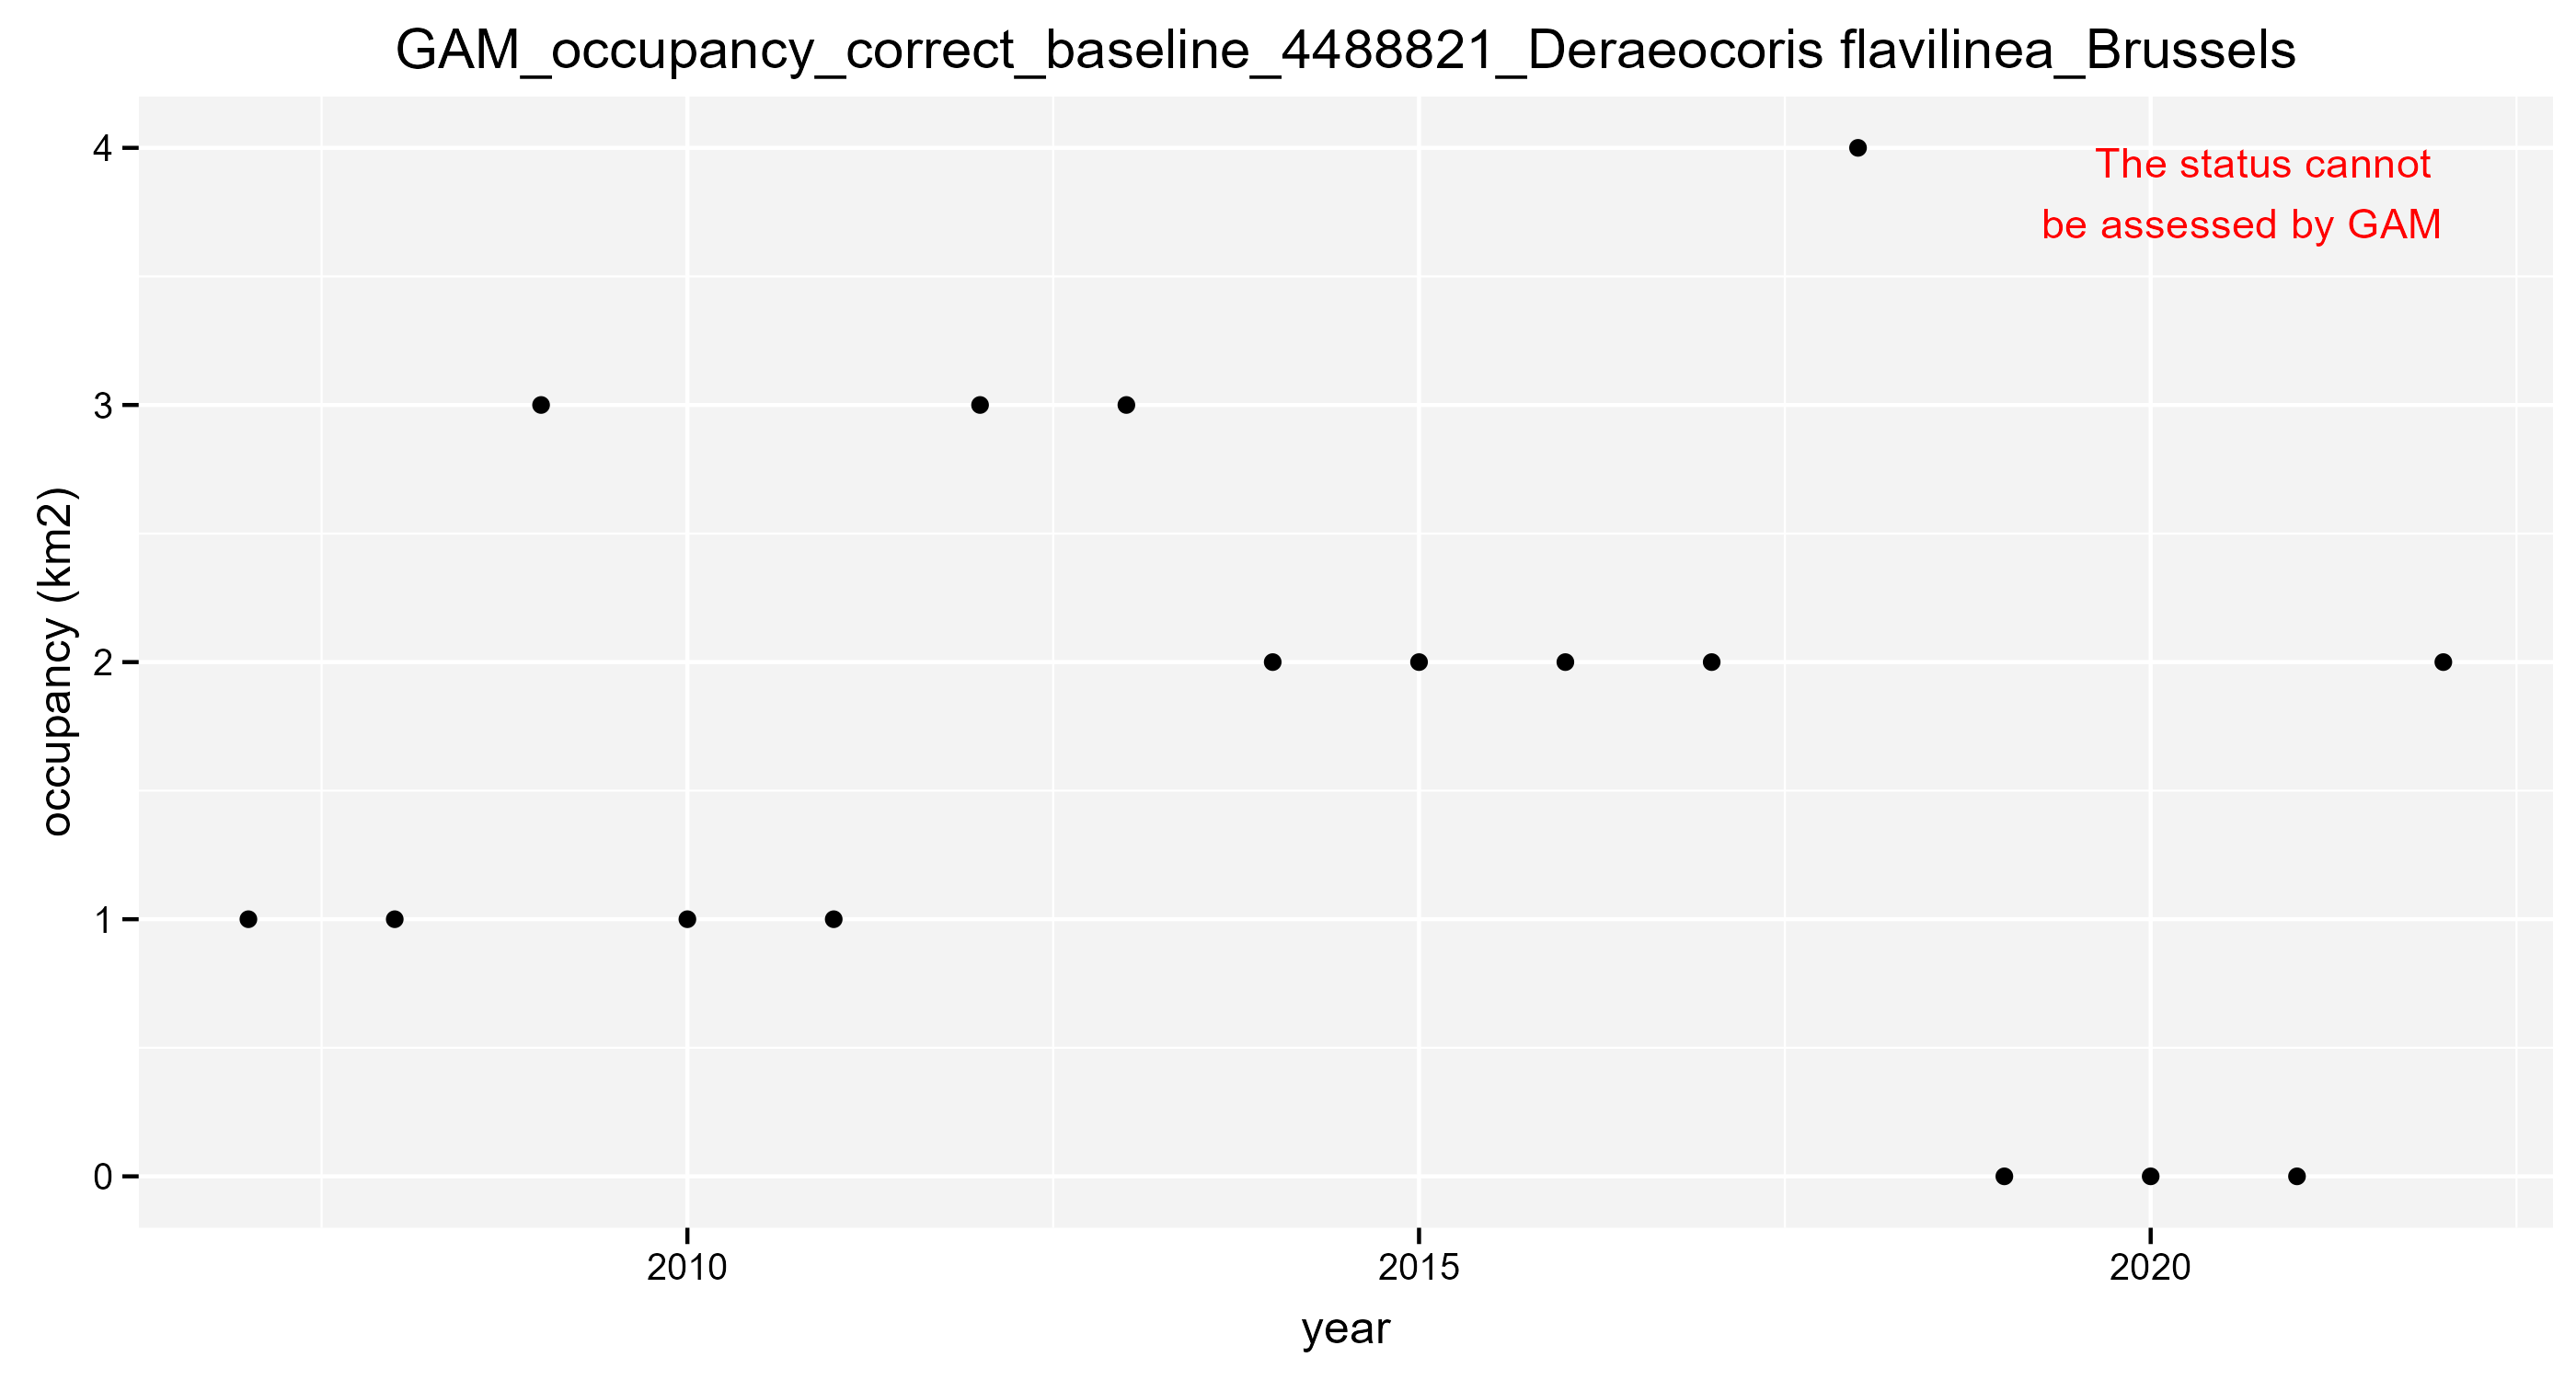 GAM_occupancy_correct_baseline_4488821_Deraeocoris flavilinea_Brussels
The status cannot
be assessed by GAM
occupancy (km2)
4
3
2
1
0
2010
2015
2020
year